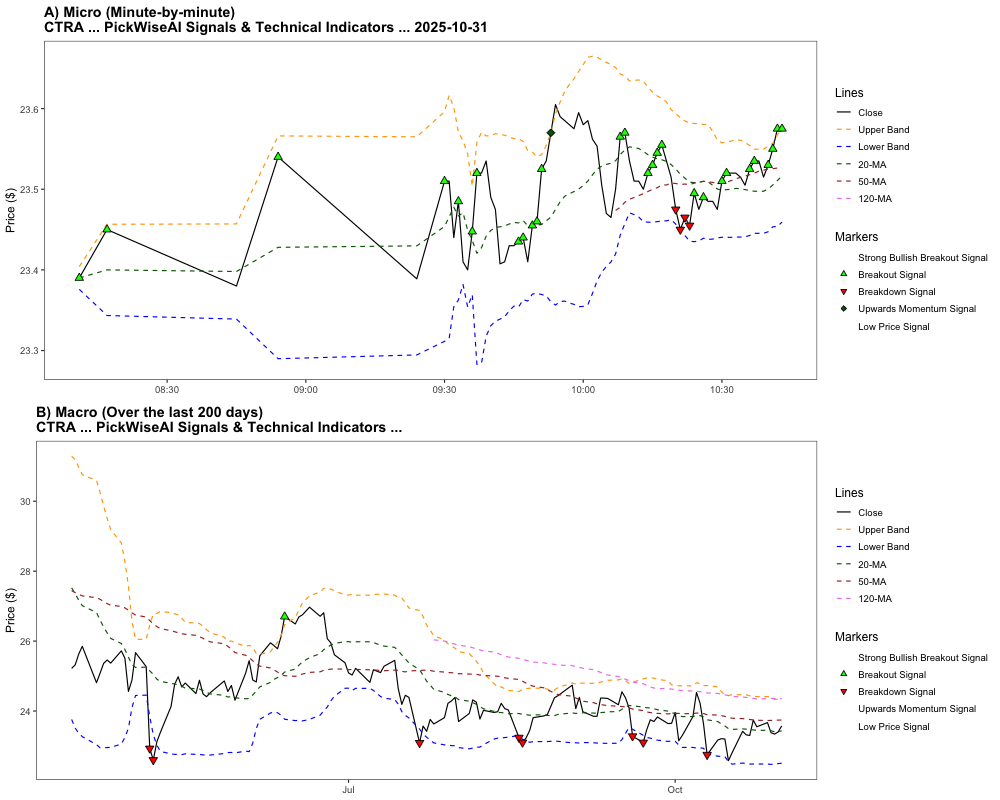 A) Micro (Minute-by-minute)
CTRA ... PickWiseAI Signals & Technical Indicators ... 2025-10-31
Price ($)
23.6
23.5
23.4
23.3
08:30
09:00
09:30
10:00
10:30
Lines
Close
Upper Band
Lower Band
20-MA
50-MA
120-MA
Markers
Strong Bullish Breakout Signal
Breakout Signal
Breakdown Signal
Upwards Momentum Signal
Low Price Signal
B) Macro (Over the last 200 days)
CTRA ... PickWiseAI Signals & Technical Indicators ...
Price ($)
30
28
26
24
Jul
Oct
Lines
Close
Upper Band
Lower Band
20-MA
50-MA
120-MA
Markers
Strong Bullish Breakout Signal
Breakout Signal
Breakdown Signal
Upwards Momentum Signal
Low Price Signal